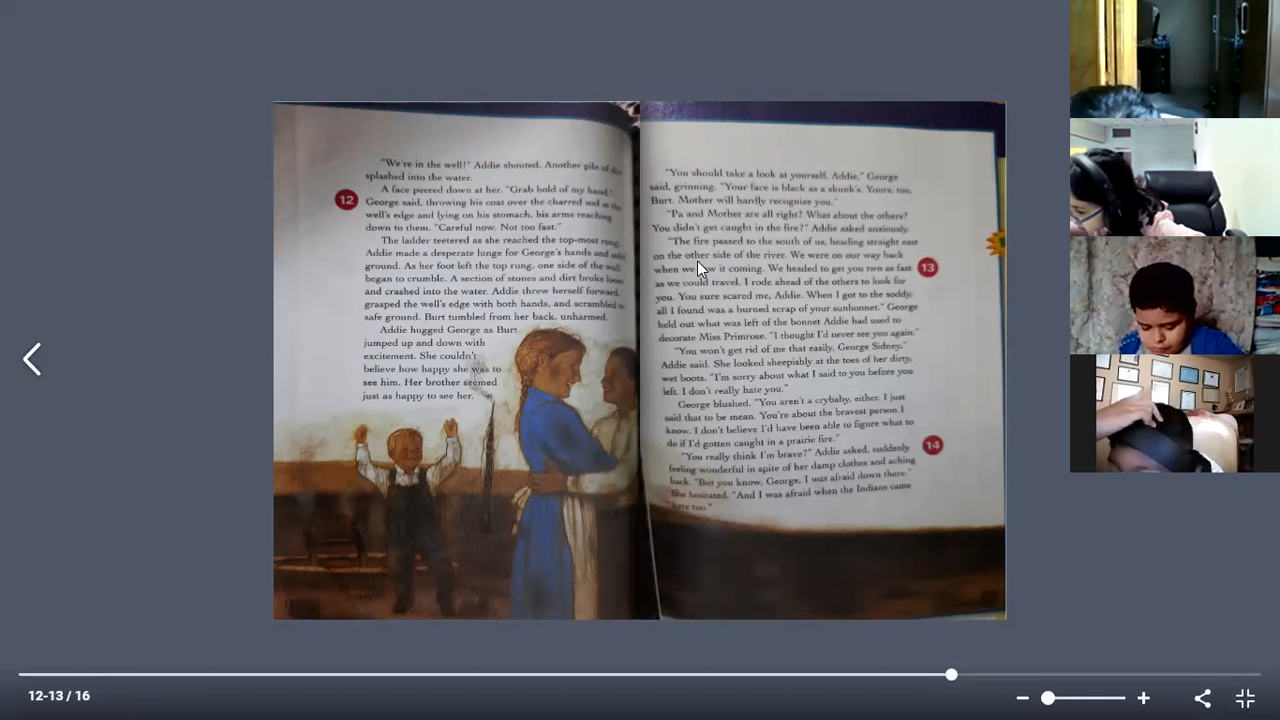 "We're in the well!" Addie shouted. Another pile of dirt
splashed into the water.
A face peered down at her. "Grab hold of my hand,"
12
George said, throwing his coat over the charred sod at the
well's edge and lying on his stomach, his arms reaching
down to them. "Careful now. Not too fast."
The ladder teetered as she reached the top-most rung.
Addie made a desperate lunge for George's hands and solid
ground. As her foot left the top rung, one side of the wall
began to crumble. A section of stones and dirt broke loose
and crashed into the water. Addie threw herself forward,
grasped the well's edge with both hands, and scrambled to
safe ground. Burt tumbled from her back, unharmed.
Addie hugged George as Burt
jumped up and down with
excitement. She couldn't
believe how happy she was to
see him. Her brother seemed
just as happy to see her.
"You should take a look at yourself, Addie," George
said, grinning. "Your face is black as a skunk's. Yours, too,
Burt. Mother will hardly recognize you."
"Pa and Mother are all right? What about the others?
You didn't get caught in the fire?" Addie asked anxiously.
"The fire passed to the south of us, heading straight east
on the other side of the river. We were on our way back
when we saw it coming. We headed to get you two as fast
13
as we could travel. I rode ahead of the others to look for
you. You sure scared me, Addie. When I got to the soddy,
all I found was a burned scrap of your sunbonnet." George
held out what was left of the bonnet Addie had used to
decorate Miss Primrose. "I thought I'd never see you again."
"You won't get rid of me that easily, George Sidney,"
Addie said. She looked sheepishly at the toes of her dirty,
wet boots. "I'm sorry about what I said to you before you
left. I don't really hate you."
George blushed. "You aren't a crybaby, either. I just
said that to be mean. You're about the bravest person I
know. I don't believe I'd have been able to figure what to
do if I'd gotten caught in a prairie fire."
14
"You really think I'm brave?" Addie asked, suddenly
feeling wonderful in spite of her damp clothes and aching
back. "But you know, George, I was afraid down there."
She hesitated. "And I was afraid when the Indians came
here too."
12-13 / 16